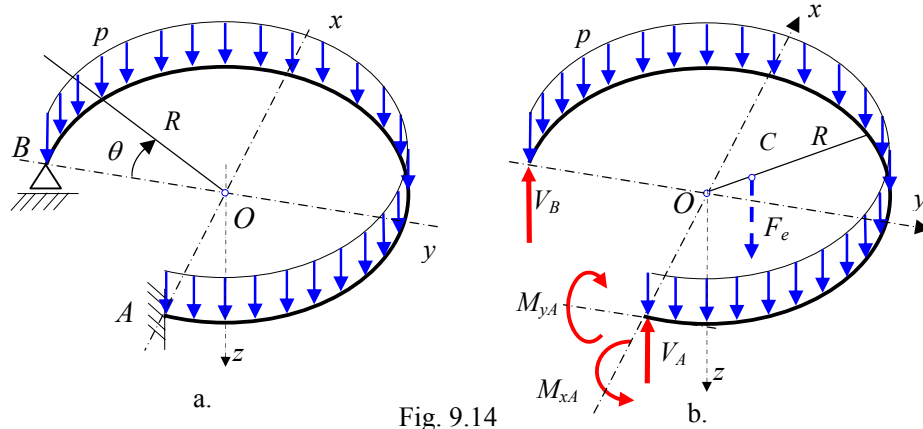 p
x
R
B
θ
O
y
A
z
a.
p
x
C
R
V_B
O
F_e
y
M_yA
V_A
M_xA
z
b.
Fig. 9.14